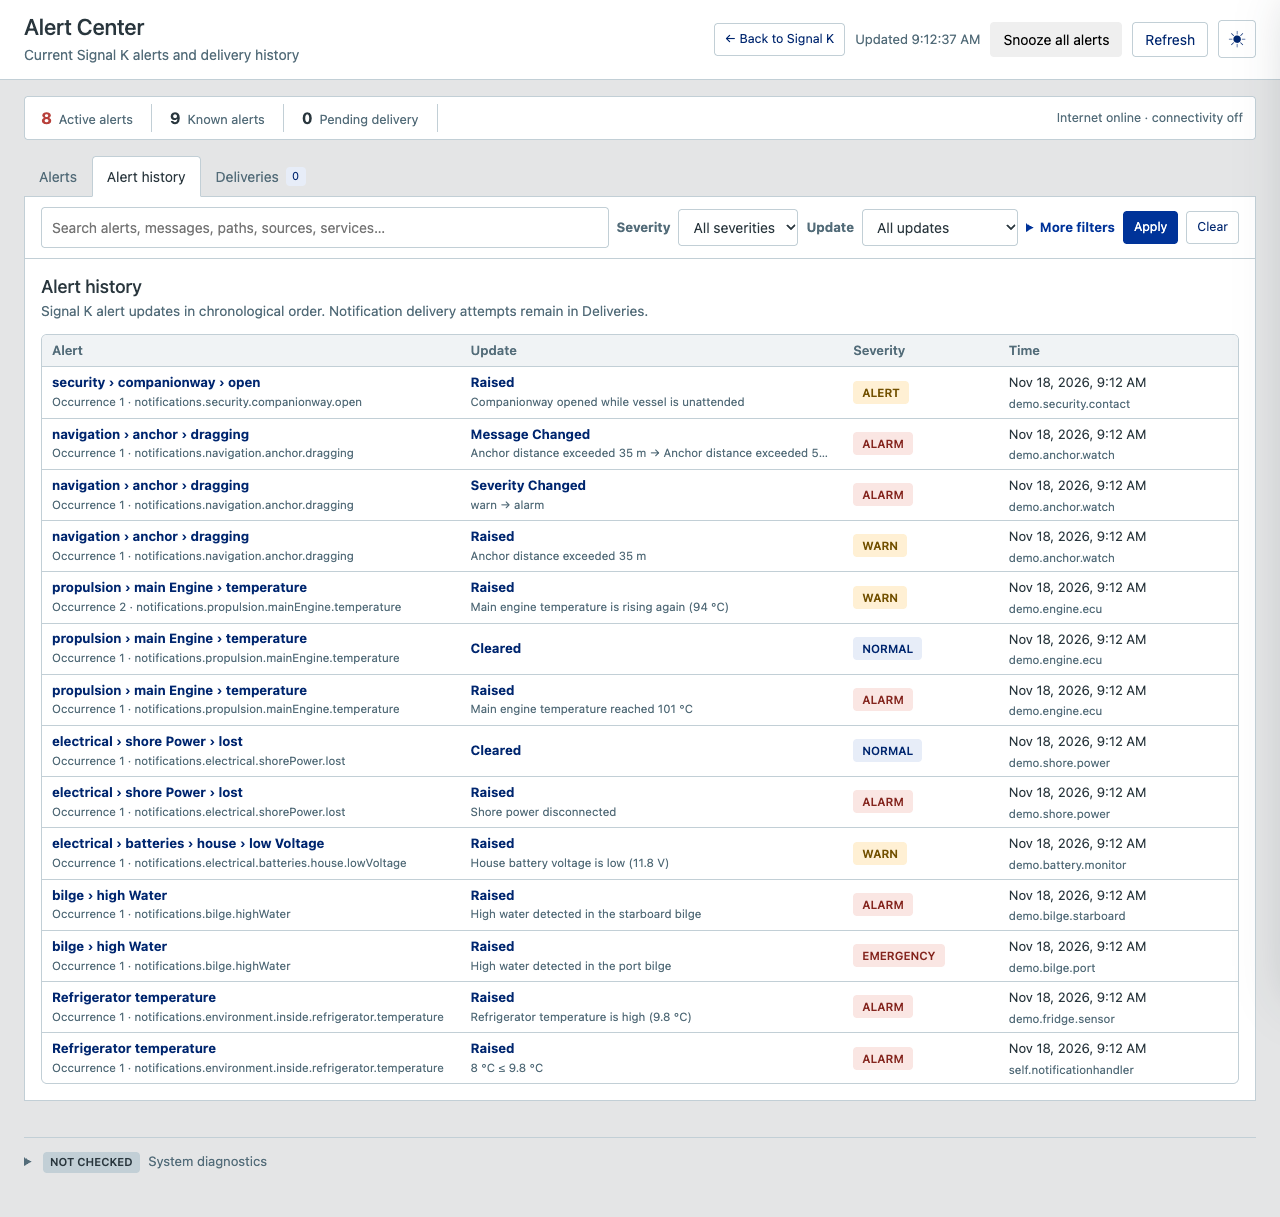 Alert Center
Current Signal K alerts and delivery history
← Back to Signal K
Updated 9:12:37 AM
Snooze all alerts
Refresh
8 Active alerts
9 Known alerts
0 Pending delivery
Internet online · connectivity off
Alerts
Alert history
Deliveries 0
Search alerts, messages, paths, sources, services...
Severity
All severities
Update
All updates
▶ More filters
Apply
Clear
Alert history
Signal K alert updates in chronological order. Notification delivery attempts remain in Deliveries.
Alert Update Severity Time
security › companionway › open
Occurrence 1 · notifications.security.companionway.open
Raised
Companionway opened while vessel is unattended
ALERT
Nov 18, 2026, 9:12 AM
demo.security.contact
navigation › anchor › dragging
Occurrence 1 · notifications.navigation.anchor.dragging
Message Changed
Anchor distance exceeded 35 m → Anchor distance exceeded 5...
ALARM
Nov 18, 2026, 9:12 AM
demo.anchor.watch
navigation › anchor › dragging
Occurrence 1 · notifications.navigation.anchor.dragging
Severity Changed
warn → alarm
ALARM
Nov 18, 2026, 9:12 AM
demo.anchor.watch
navigation › anchor › dragging
Occurrence 1 · notifications.navigation.anchor.dragging
Raised
Anchor distance exceeded 35 m
WARN
Nov 18, 2026, 9:12 AM
demo.anchor.watch
propulsion › main Engine › temperature
Occurrence 2 · notifications.propulsion.mainEngine.temperature
Raised
Main engine temperature is rising again (94 °C)
WARN
Nov 18, 2026, 9:12 AM
demo.engine.ecu
propulsion › main Engine › temperature
Occurrence 1 · notifications.propulsion.mainEngine.temperature
Cleared
NORMAL
Nov 18, 2026, 9:12 AM
demo.engine.ecu
propulsion › main Engine › temperature
Occurrence 1 · notifications.propulsion.mainEngine.temperature
Raised
Main engine temperature reached 101 °C
ALARM
Nov 18, 2026, 9:12 AM
demo.engine.ecu
electrical › shore Power › lost
Occurrence 1 · notifications.electrical.shorePower.lost
Cleared
NORMAL
Nov 18, 2026, 9:12 AM
demo.shore.power
electrical › shore Power › lost
Occurrence 1 · notifications.electrical.shorePower.lost
Raised
Shore power disconnected
ALARM
Nov 18, 2026, 9:12 AM
demo.shore.power
electrical › batteries › house › low Voltage
Occurrence 1 · notifications.electrical.batteries.house.lowVoltage
Raised
House battery voltage is low (11.8 V)
WARN
Nov 18, 2026, 9:12 AM
demo.battery.monitor
bilge › high Water
Occurrence 1 · notifications.bilge.highWater
Raised
High water detected in the starboard bilge
ALARM
Nov 18, 2026, 9:12 AM
demo.bilge.starboard
bilge › high Water
Occurrence 1 · notifications.bilge.highWater
Raised
High water detected in the port bilge
EMERGENCY
Nov 18, 2026, 9:12 AM
demo.bilge.port
Refrigerator temperature
Occurrence 1 · notifications.environment.inside.refrigerator.temperature
Raised
Refrigerator temperature is high (9.8 °C)
ALARM
Nov 18, 2026, 9:12 AM
demo.fridge.sensor
Refrigerator temperature
Occurrence 1 · notifications.environment.inside.refrigerator.temperature
Raised
8 °C ≤ 9.8 °C
ALARM
Nov 18, 2026, 9:12 AM
self.notificationhandler
▶ NOT CHECKED System diagnostics